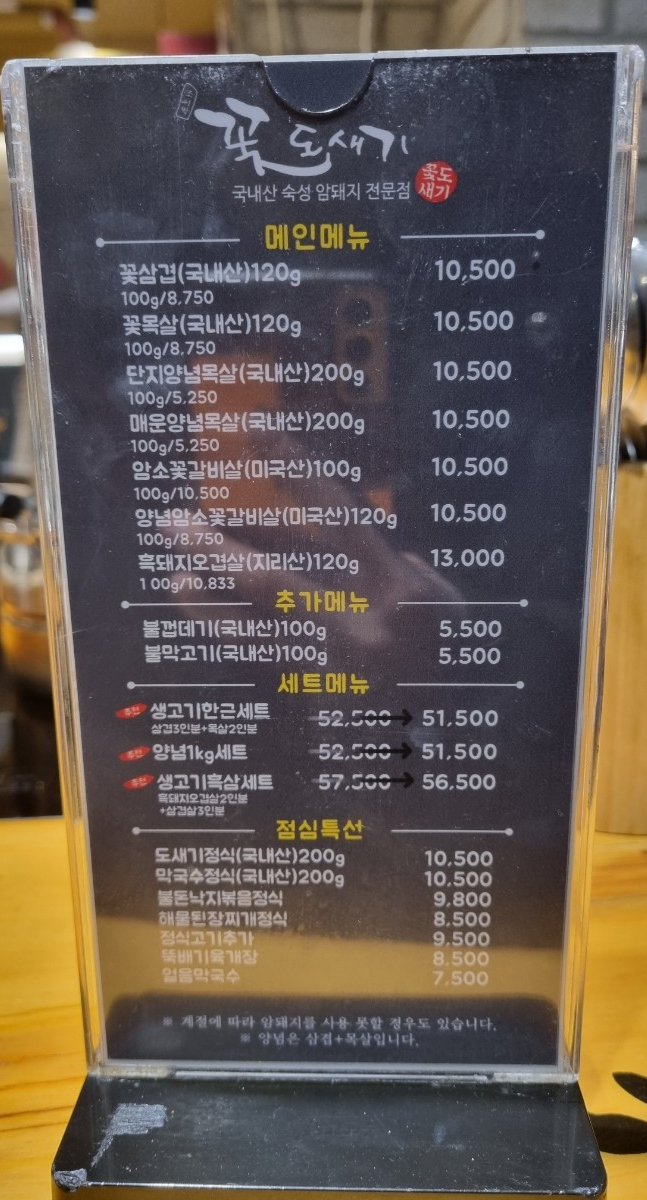 꽃 도새기
국내산 숙성 암돼지 전문점
꽃도
새기
메인메뉴
꽃삼겹(국내산)120g 10,500
100g/8,750
꽃목살(국내산)120g 10,500
100g/8,750
단지양념목살(국내산)200g 10,500
100g/5,250
매운양념목살(국내산)200g 10,500
100g/5,250
암소꽃갈비살(미국산)100g 10,500
100g/10,500
양념암소꽃갈비살(미국산)120g 10,500
100g/8,750
흑돼지오겹살(지리산)120g 13,000
1 00g/10,833
추가메뉴
불껍데기(국내산)100g 5,500
불막고기(국내산)100g 5,500
세트메뉴
추천 생고기한근세트 52,500→51,500
삼겹3인분+목살2인분
추천 양념1kg세트 52,500→51,500
추천 생고기흑삼세트 57,500→56,500
흑돼지오겹살2인분
+삼겹살3인분
점심특선
도새기정식(국내산)200g 10,500
막국수정식(국내산)200g 10,500
불돈낙지볶음정식 9,800
해물된장찌개정식 8,500
정식고기추가 9,500
뚝배기육개장 8,500
얼음막국수 7,500
※ 계절에 따라 암돼지를 사용 못할 경우도 있습니다.
※ 양념은 삼겹+목살입니다.